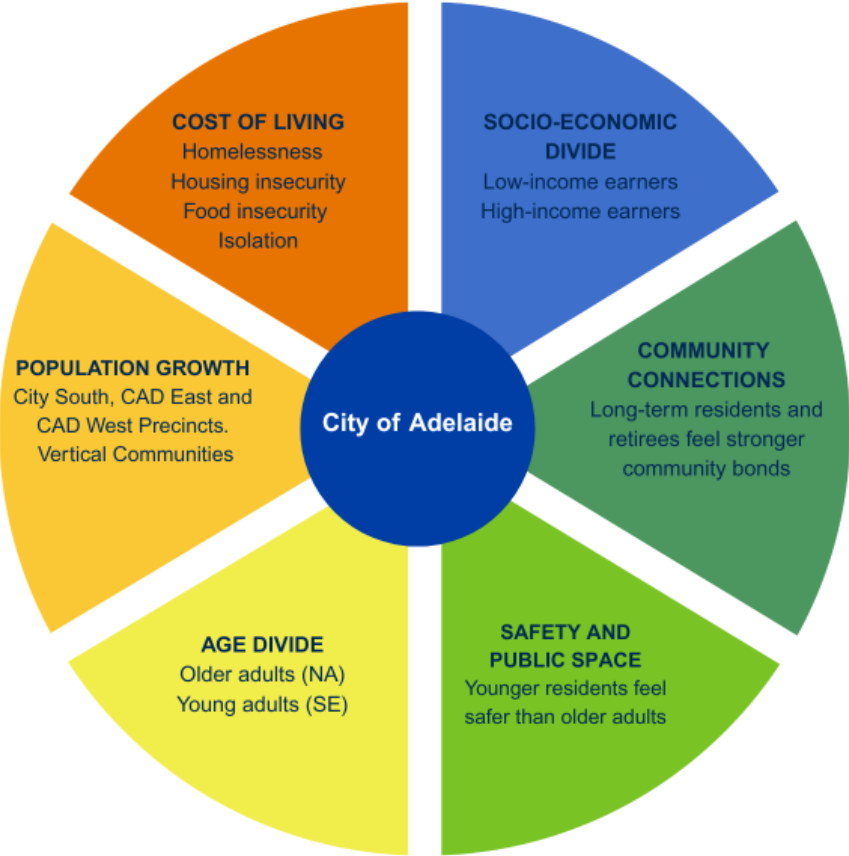 COST OF LIVING
Homelessness
Housing insecurity
Food insecurity
Isolation
SOCIO-ECONOMIC
DIVIDE
Low-income earners
High-income earners
COMMUNITY
CONNECTIONS
Long-term residents and
retirees feel stronger
community bonds
SAFETY AND
PUBLIC SPACE
Younger residents feel
safer than older adults
AGE DIVIDE
Older adults (NA)
Young adults (SE)
POPULATION GROWTH
City South, CAD East and
CAD West Precincts.
Vertical Communities
City of Adelaide